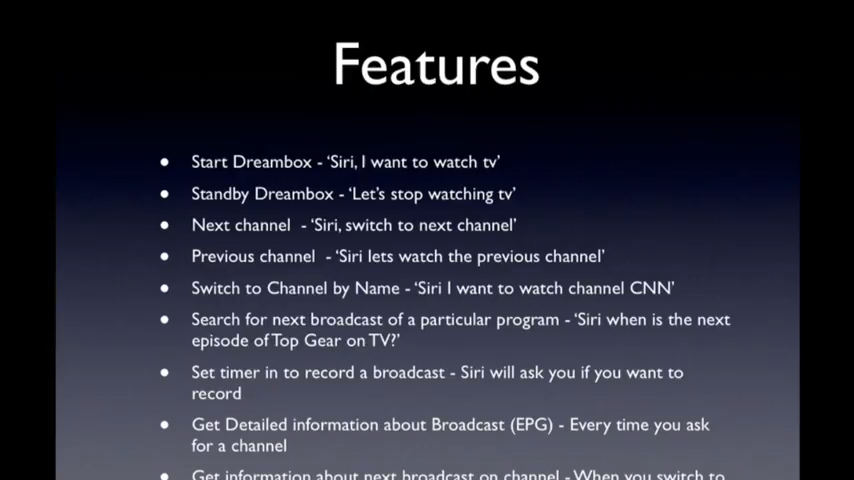 Features
• Start Dreambox - ‘Siri, I want to watch tv’
• Standby Dreambox - ‘Let’s stop watching tv’
• Next channel - ‘Siri, switch to next channel’
• Previous channel - ‘Siri lets watch the previous channel’
• Switch to Channel by Name - ‘Siri I want to watch channel CNN’
• Search for next broadcast of a particular program - ‘Siri when is the next
episode of Top Gear on TV?’
• Set timer in to record a broadcast - Siri will ask you if you want to
record
• Get Detailed information about Broadcast (EPG) - Every time you ask
for a channel
• Get information about next broadcast on channel - When you switch to